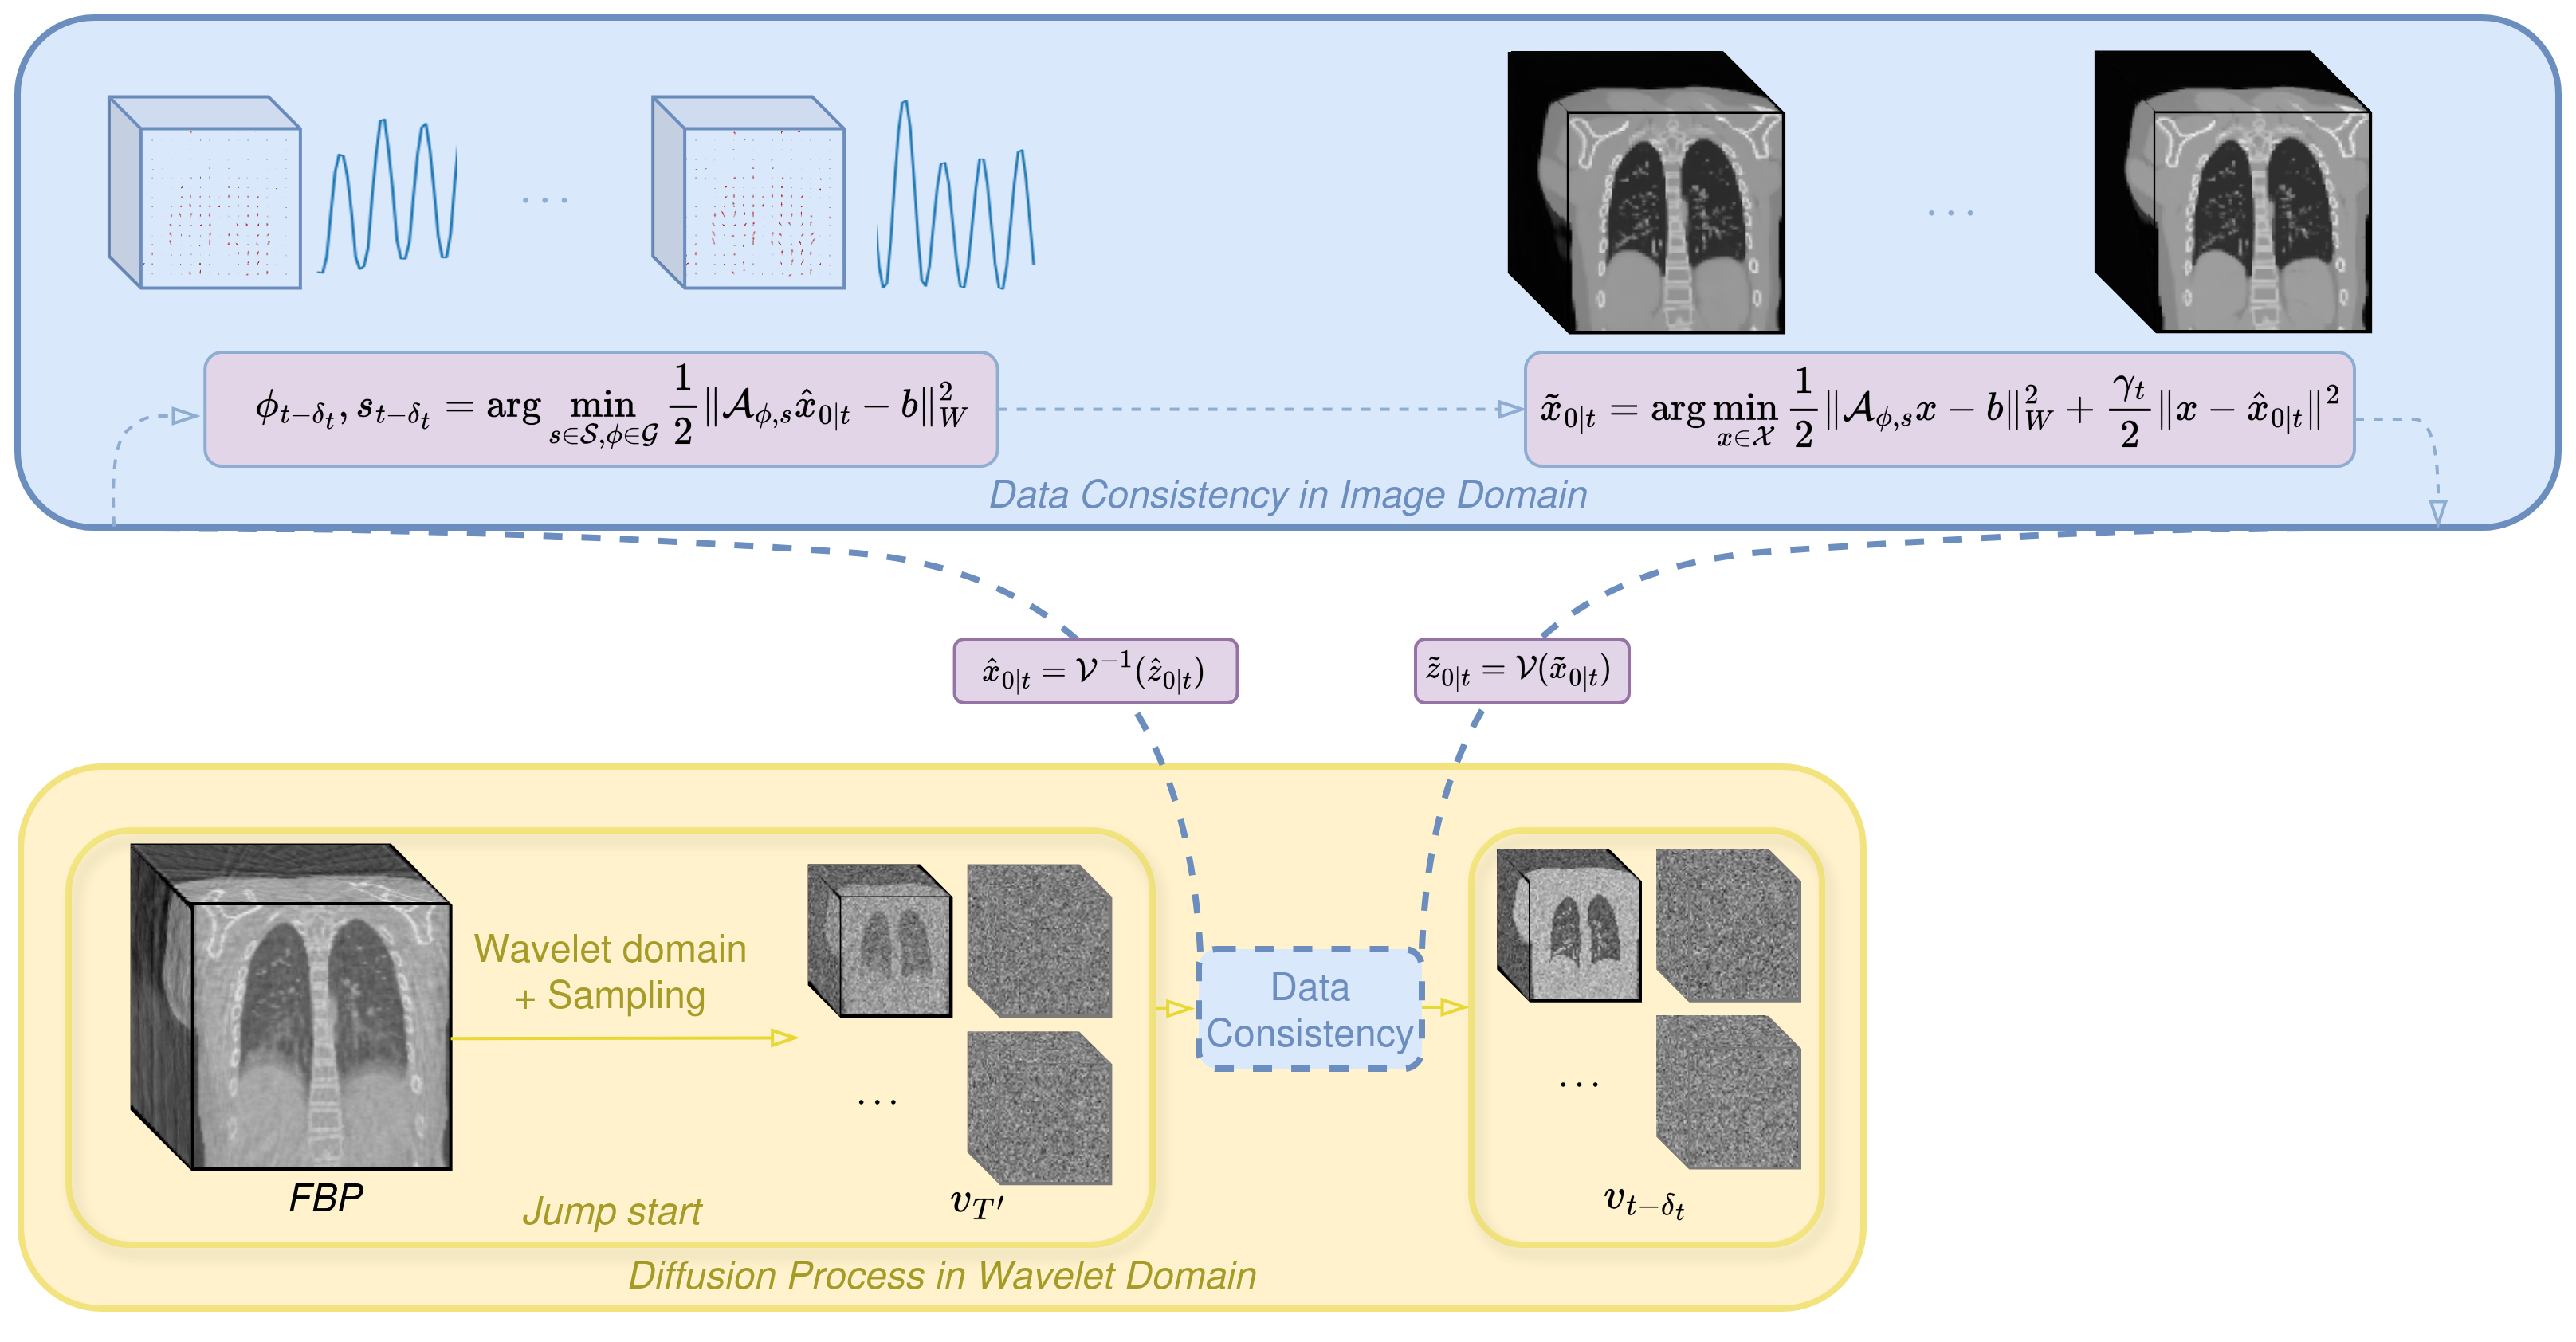 . . .
. . .
$\phi_{t-\delta_t}, s_{t-\delta_t} = \arg\min_{s\in\mathcal{S},\phi\in\mathcal{G}} \frac{1}{2}\|\mathcal{A}_{\phi,s}\hat{x}_{0|t} - b\|_W^2$
$\tilde{x}_{0|t} = \arg\min_{x\in\mathcal{X}} \frac{1}{2}\|\mathcal{A}_{\phi,s}x - b\|_W^2 + \frac{\gamma_t}{2}\|x - \hat{x}_{0|t}\|^2$
Data Consistency in Image Domain
$\hat{x}_{0|t} = \mathcal{V}^{-1}(\hat{z}_{0|t})$
$\tilde{z}_{0|t} = \mathcal{V}(\tilde{x}_{0|t})$
Wavelet domain
+ Sampling
Data
Consistency
. . .
. . .
FBP
Jump start
$v_{T'}$
$v_{t-\delta_t}$
Diffusion Process in Wavelet Domain